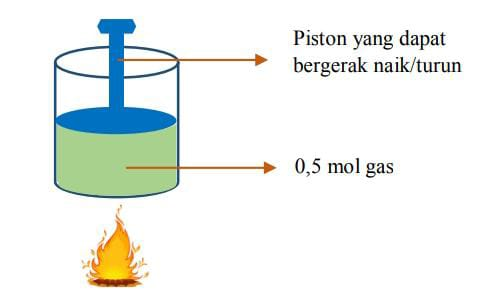 Piston yang dapat
bergerak naik/turun
0,5 mol gas